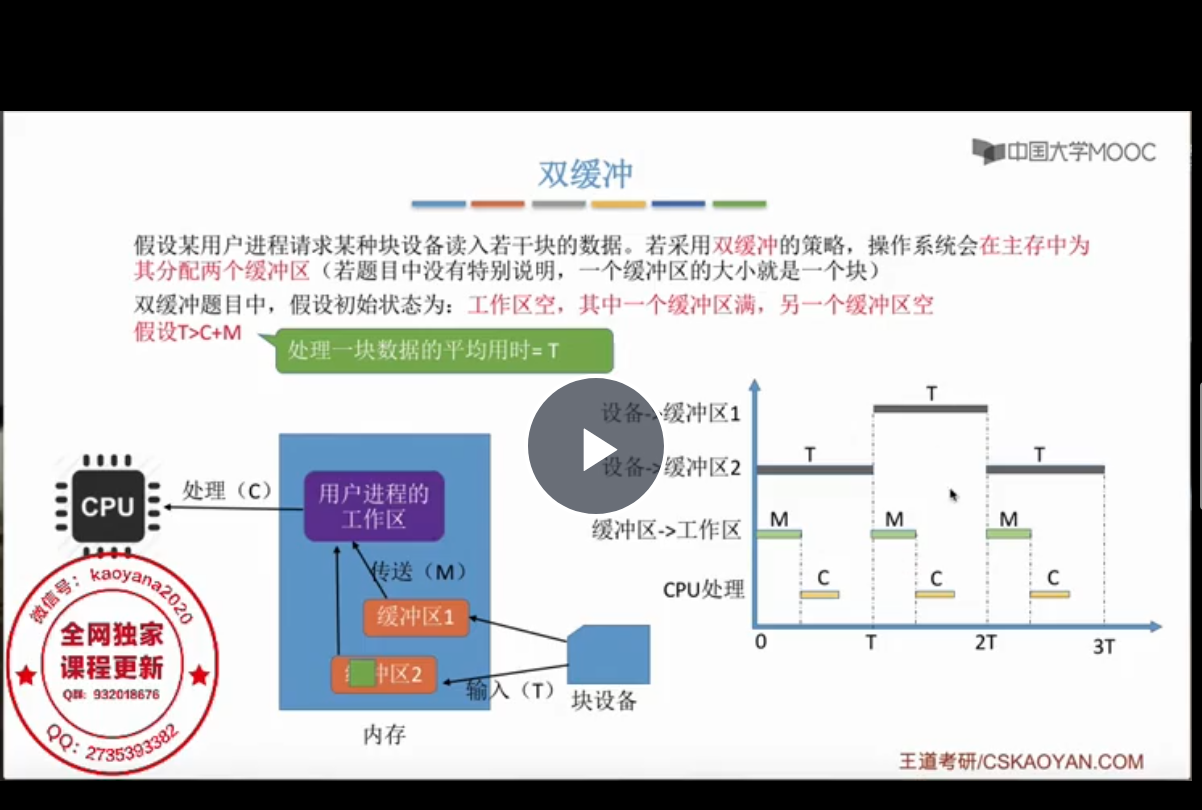 中国大学MOOC
双缓冲
假设某用户进程请求某种块设备读入若干块的数据。若采用双缓冲的策略，操作系统会在主存中为
其分配两个缓冲区（若题目中没有特别说明，一个缓冲区的大小就是一个块）
双缓冲题目中，假设初始状态为：工作区空，其中一个缓冲区满，另一个缓冲区空
假设T>C+M
处理一块数据的平均用时= T
CPU
处理（C）
用户进程的
工作区
传送（M）
缓冲区1
冲区2
输入（T）
块设备
内存
设备->缓冲区1
设备->缓冲区2
缓冲区->工作区
CPU处理
T
T
T
M
M
M
C
C
C
0
T
2T
3T
微信号：kaoyana2020
全网独家
课程更新
Q群：932018676
QQ：2735393382
王道考研/CSKAOYAN.COM